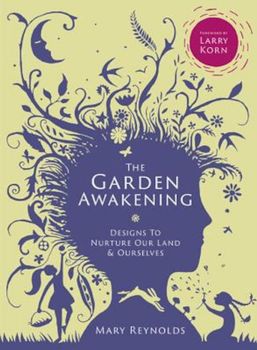 FOREWORD BY
LARRY
KORN
THE
GARDEN
AWAKENING
DESIGNS TO
NURTURE OUR LAND
& OURSELVES
MARY REYNOLDS